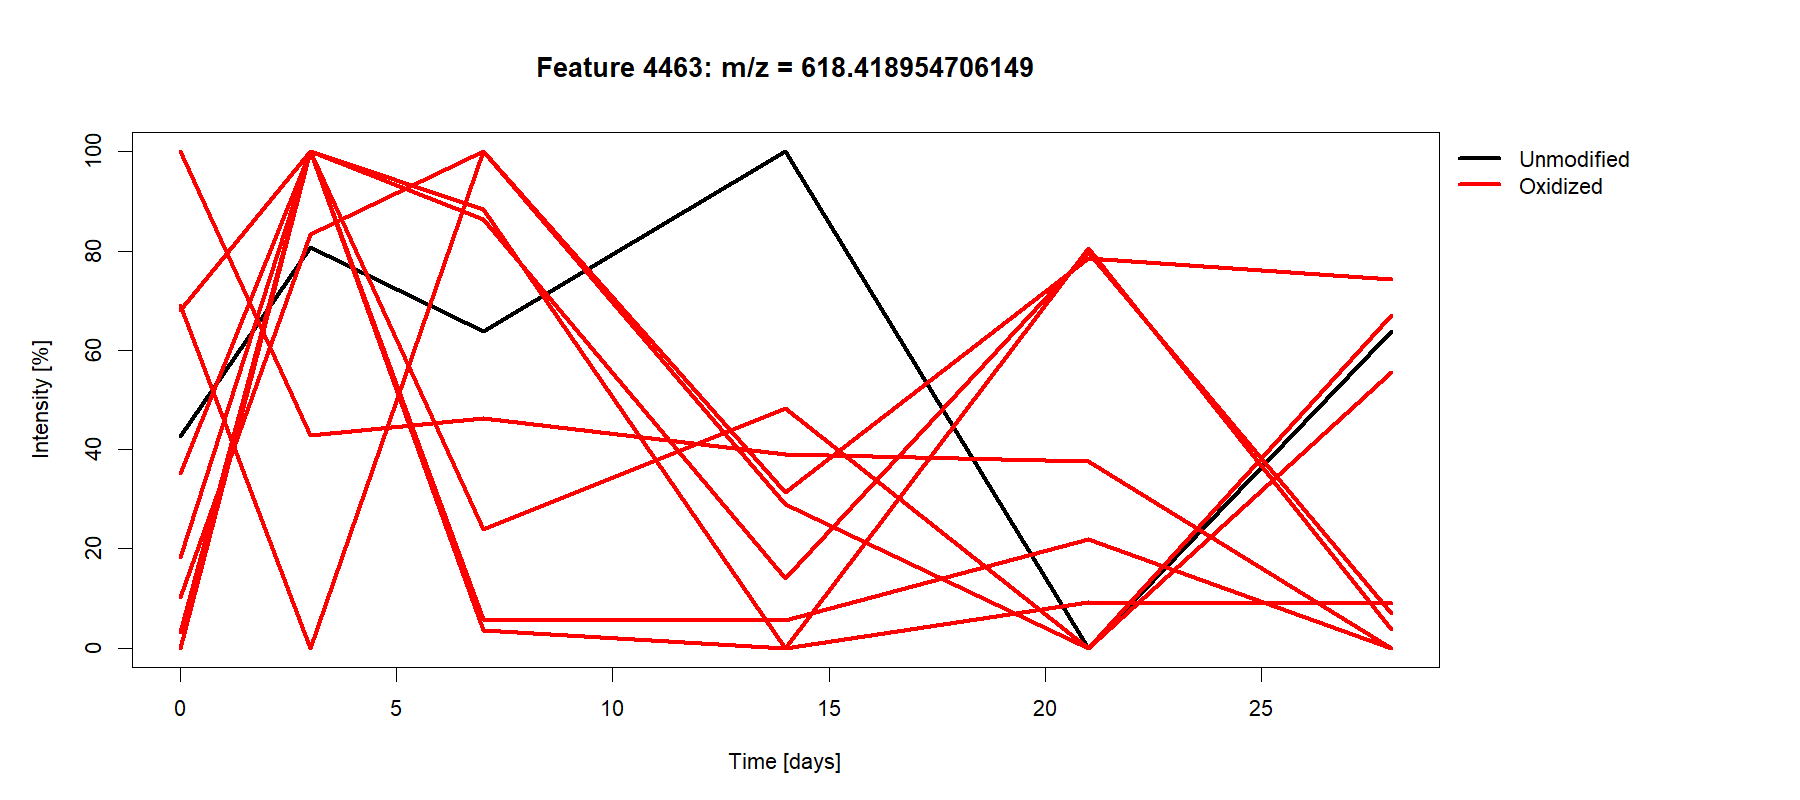 Feature 4463: m/z = 618.418954706149
Unmodified
Oxidized
Intensity [%]
100
80
60
40
20
0
0 5 10 15 20 25
Time [days]